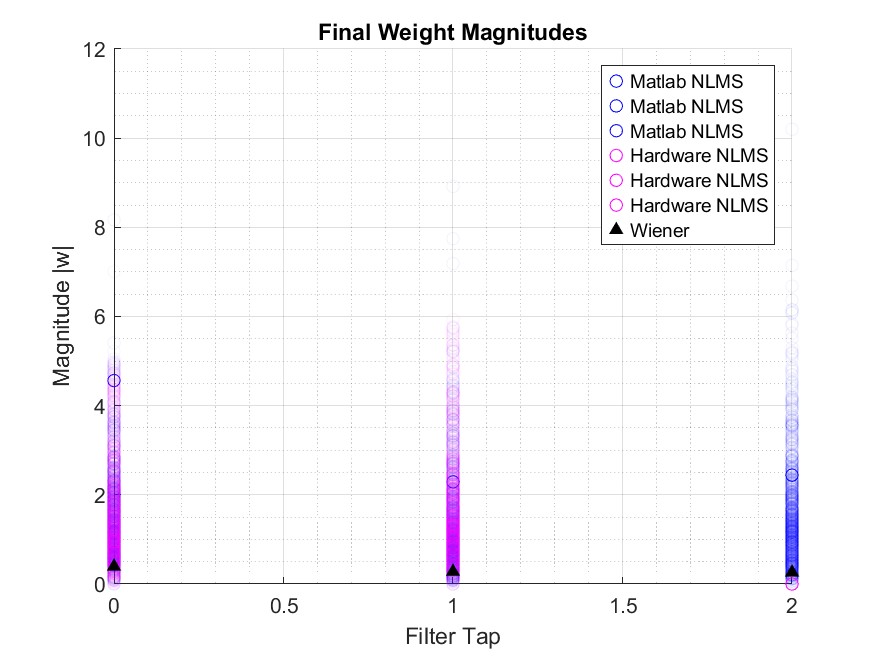 Final Weight Magnitudes
12
10
8
6
4
2
0
Magnitude |w|
Matlab NLMS
Matlab NLMS
Matlab NLMS
Hardware NLMS
Hardware NLMS
Hardware NLMS
Wiener
0
0.5
1
1.5
2
Filter Tap